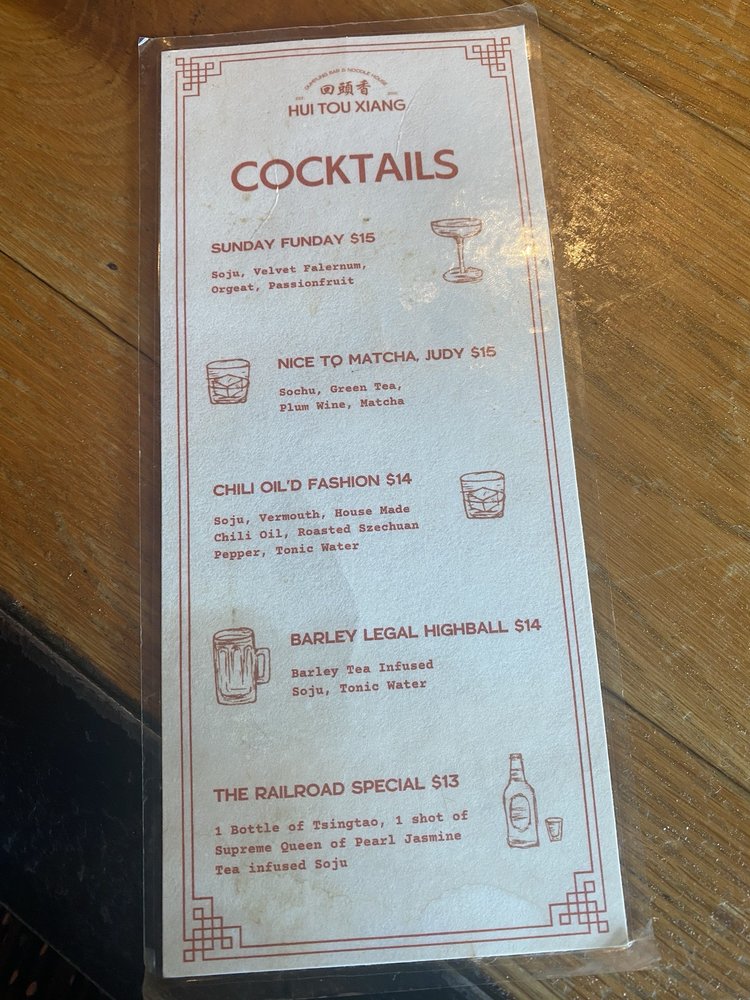 DUMPLING BAR & NOODLE HOUSE
回頭香
EST.
HUI TOU XIANG
COCKTAILS
SUNDAY FUNDAY $15
Soju, Velvet Falernum,
Orgeat, Passionfruit
NICE TO MATCHA, JUDY $15
Sochu, Green Tea,
Plum Wine, Matcha
CHILI OIL'D FASHION $14
Soju, Vermouth, House Made
Chili Oil, Roasted Szechuan
Pepper, Tonic Water
BARLEY LEGAL HIGHBALL $14
Barley Tea Infused
Soju, Tonic Water
THE RAILROAD SPECIAL $13
1 Bottle of Tsingtao, 1 shot of
Supreme Queen of Pearl Jasmine
Tea infused Soju